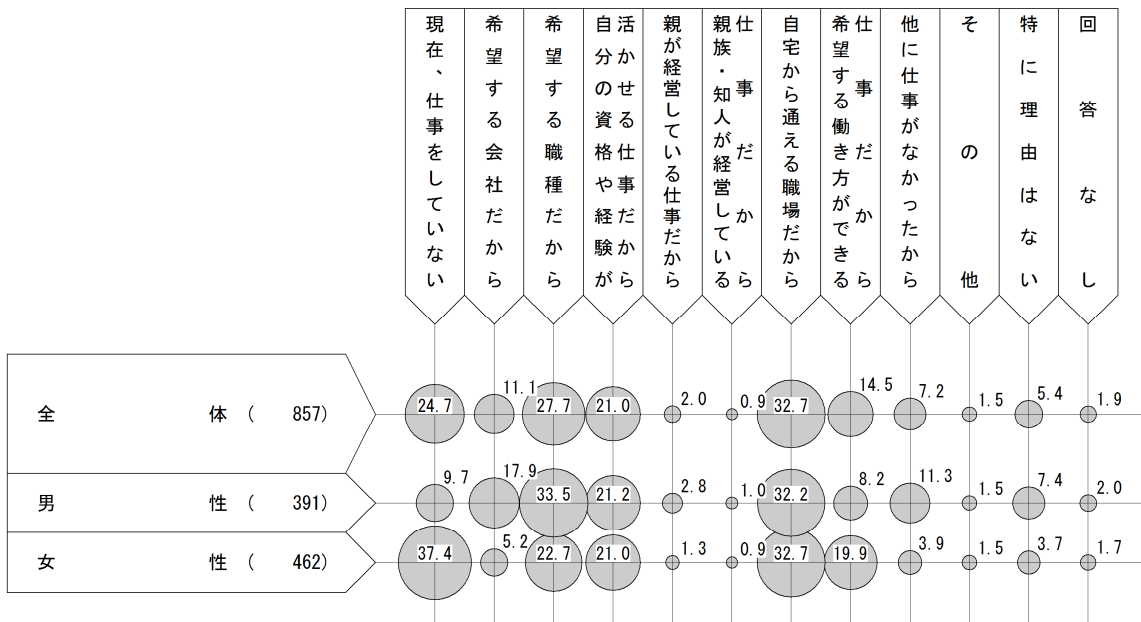 現在、仕事をしていない
希望する会社だから
希望する職種だから
自分の資格や経験が
活かせる仕事だから
親が経営している仕事だから
親族・知人が経営している
仕事だから
自宅から通える職場だから
希望する働き方ができる
仕事だから
他に仕事がなかったから
その他
特に理由はない
回答なし
全体 ( 857) 24.7 11.1 27.7 21.0 2.0 0.9 32.7 14.5 7.2 1.5 5.4 1.9
男性 ( 391) 9.7 17.9 33.5 21.2 2.8 1.0 32.2 8.2 11.3 1.5 7.4 2.0
女性 ( 462) 37.4 5.2 22.7 21.0 1.3 0.9 32.7 19.9 3.9 1.5 3.7 1.7